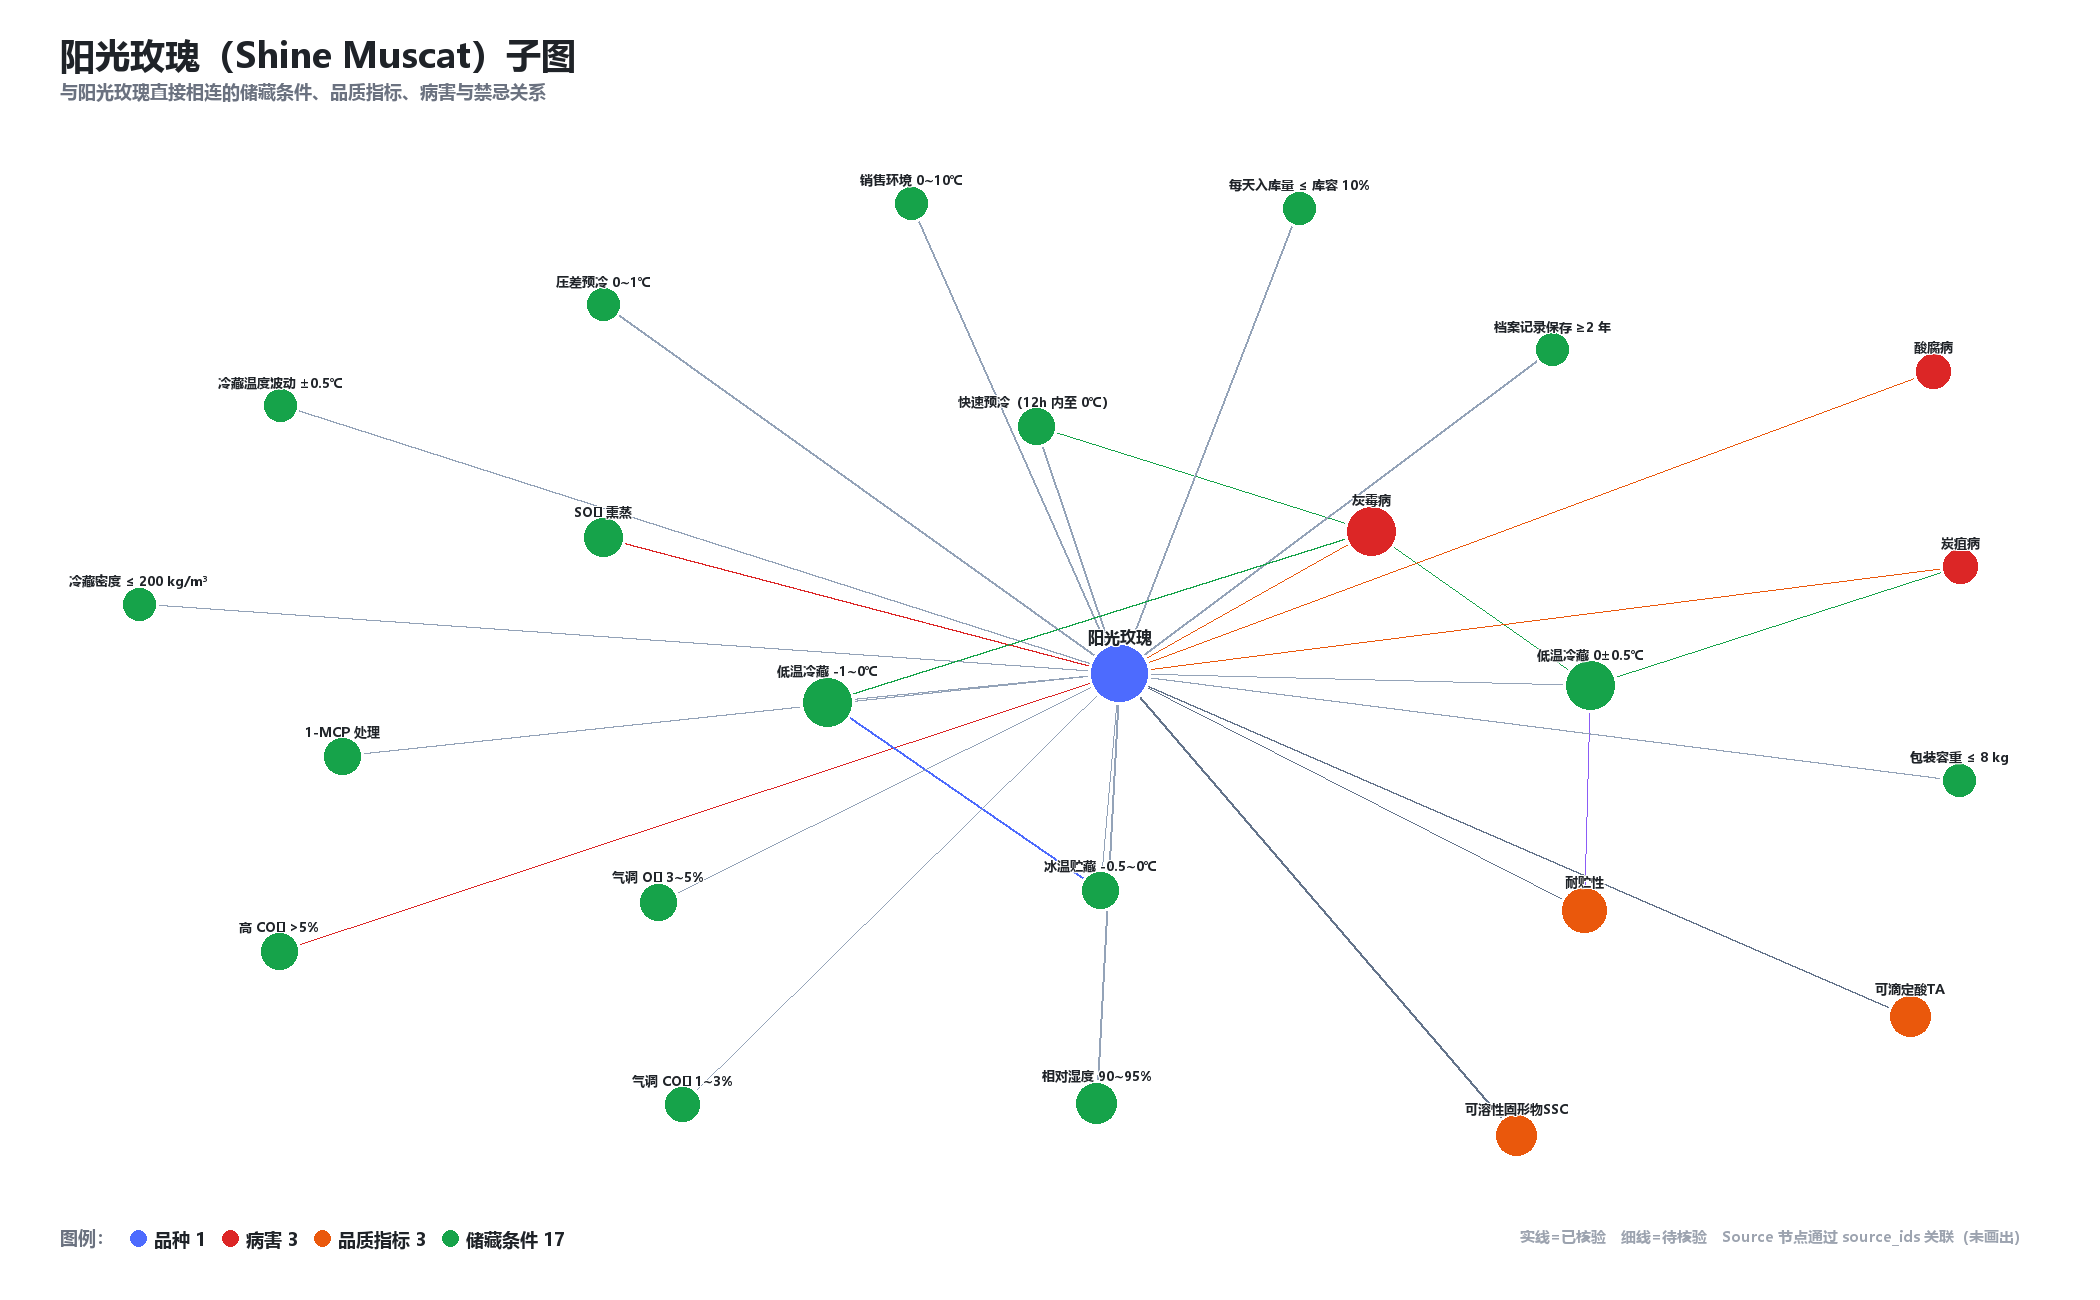 阳光玫瑰（Shine Muscat）子图
与阳光玫瑰直接相连的储藏条件、品质指标、病害与禁忌关系
销售环境 0~10℃
每天入库量 ≤ 库容 10%
压差预冷 0~1℃
档案记录保存 ≥2 年
酸腐病
冷藏温度波动 ±0.5℃
快速预冷（12h 内至 0℃）
灰霉病
SO□ 熏蒸
炭疽病
冷藏密度 ≤ 200 kg/m³
阳光玫瑰
低温冷藏 0±0.5℃
低温冷藏 -1~0℃
1-MCP 处理
包装容重 ≤ 8 kg
冰温贮藏 -0.5~0℃
气调 O□ 3~5%
耐贮性
高 CO□ >5%
可滴定酸TA
相对湿度 90~95%
气调 CO□ 1~3%
可溶性固形物SSC
图例： 品种 1 病害 3 品质指标 3 储藏条件 17
实线=已核验 细线=待核验 Source 节点通过 source_ids 关联（未画出）